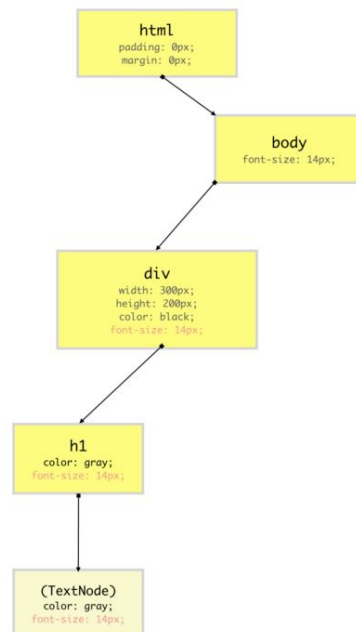 html
padding: 0px;
margin: 0px;
body
font-size: 14px;
div
width: 300px;
height: 200px;
color: black;
font-size: 14px;
h1
color: gray;
font-size: 14px;
(TextNode)
color: gray;
font-size: 14px;